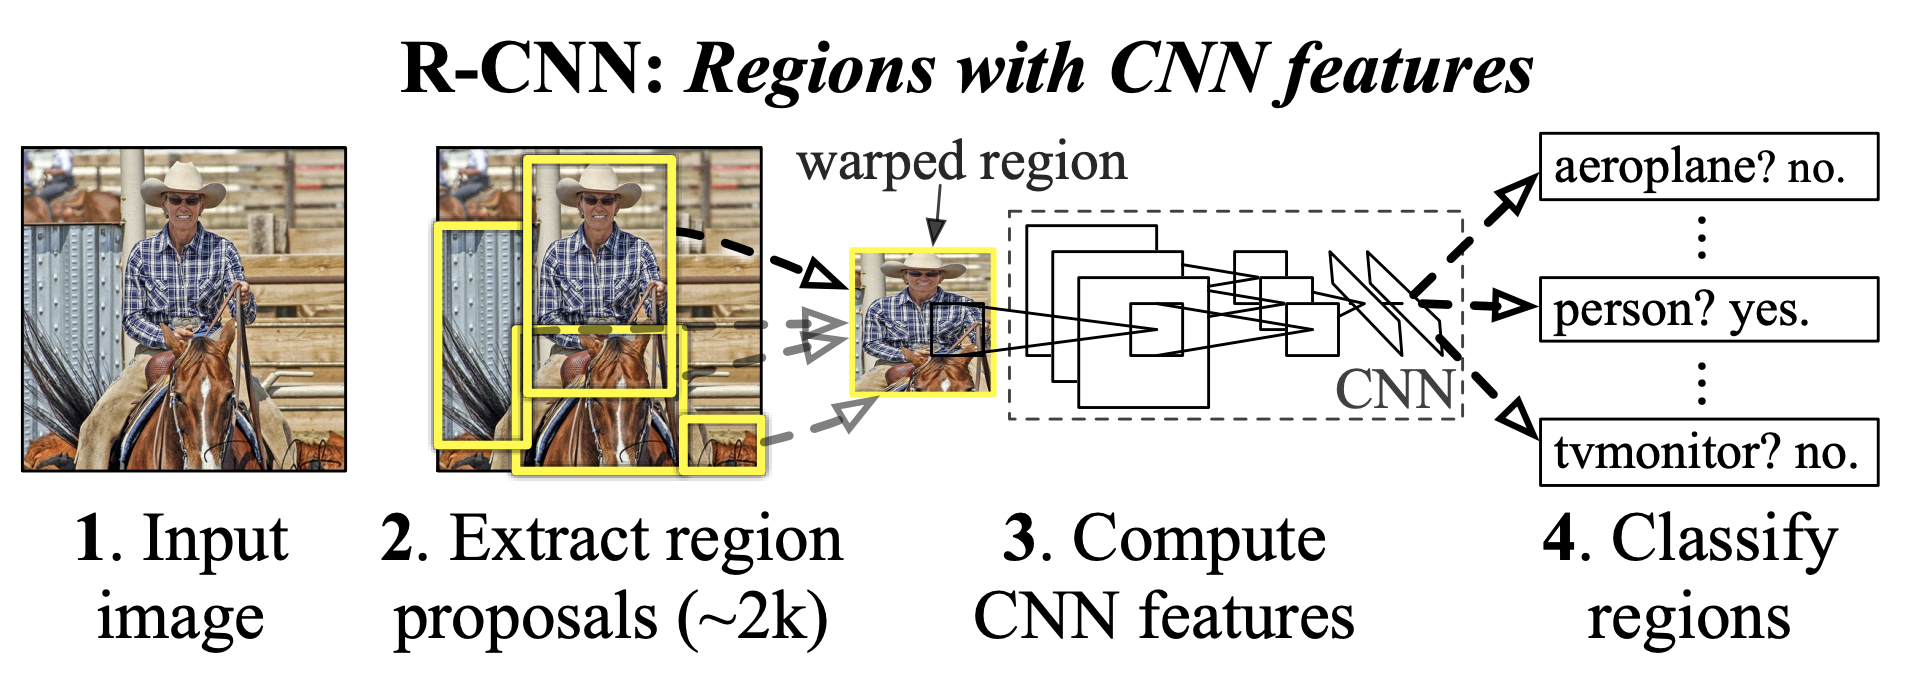 R-CNN: Regions with CNN features
warped region
aeroplane? no.
person? yes.
tvmonitor? no.
CNN
1. Input
image
2. Extract region
proposals (~2k)
3. Compute
CNN features
4. Classify
regions